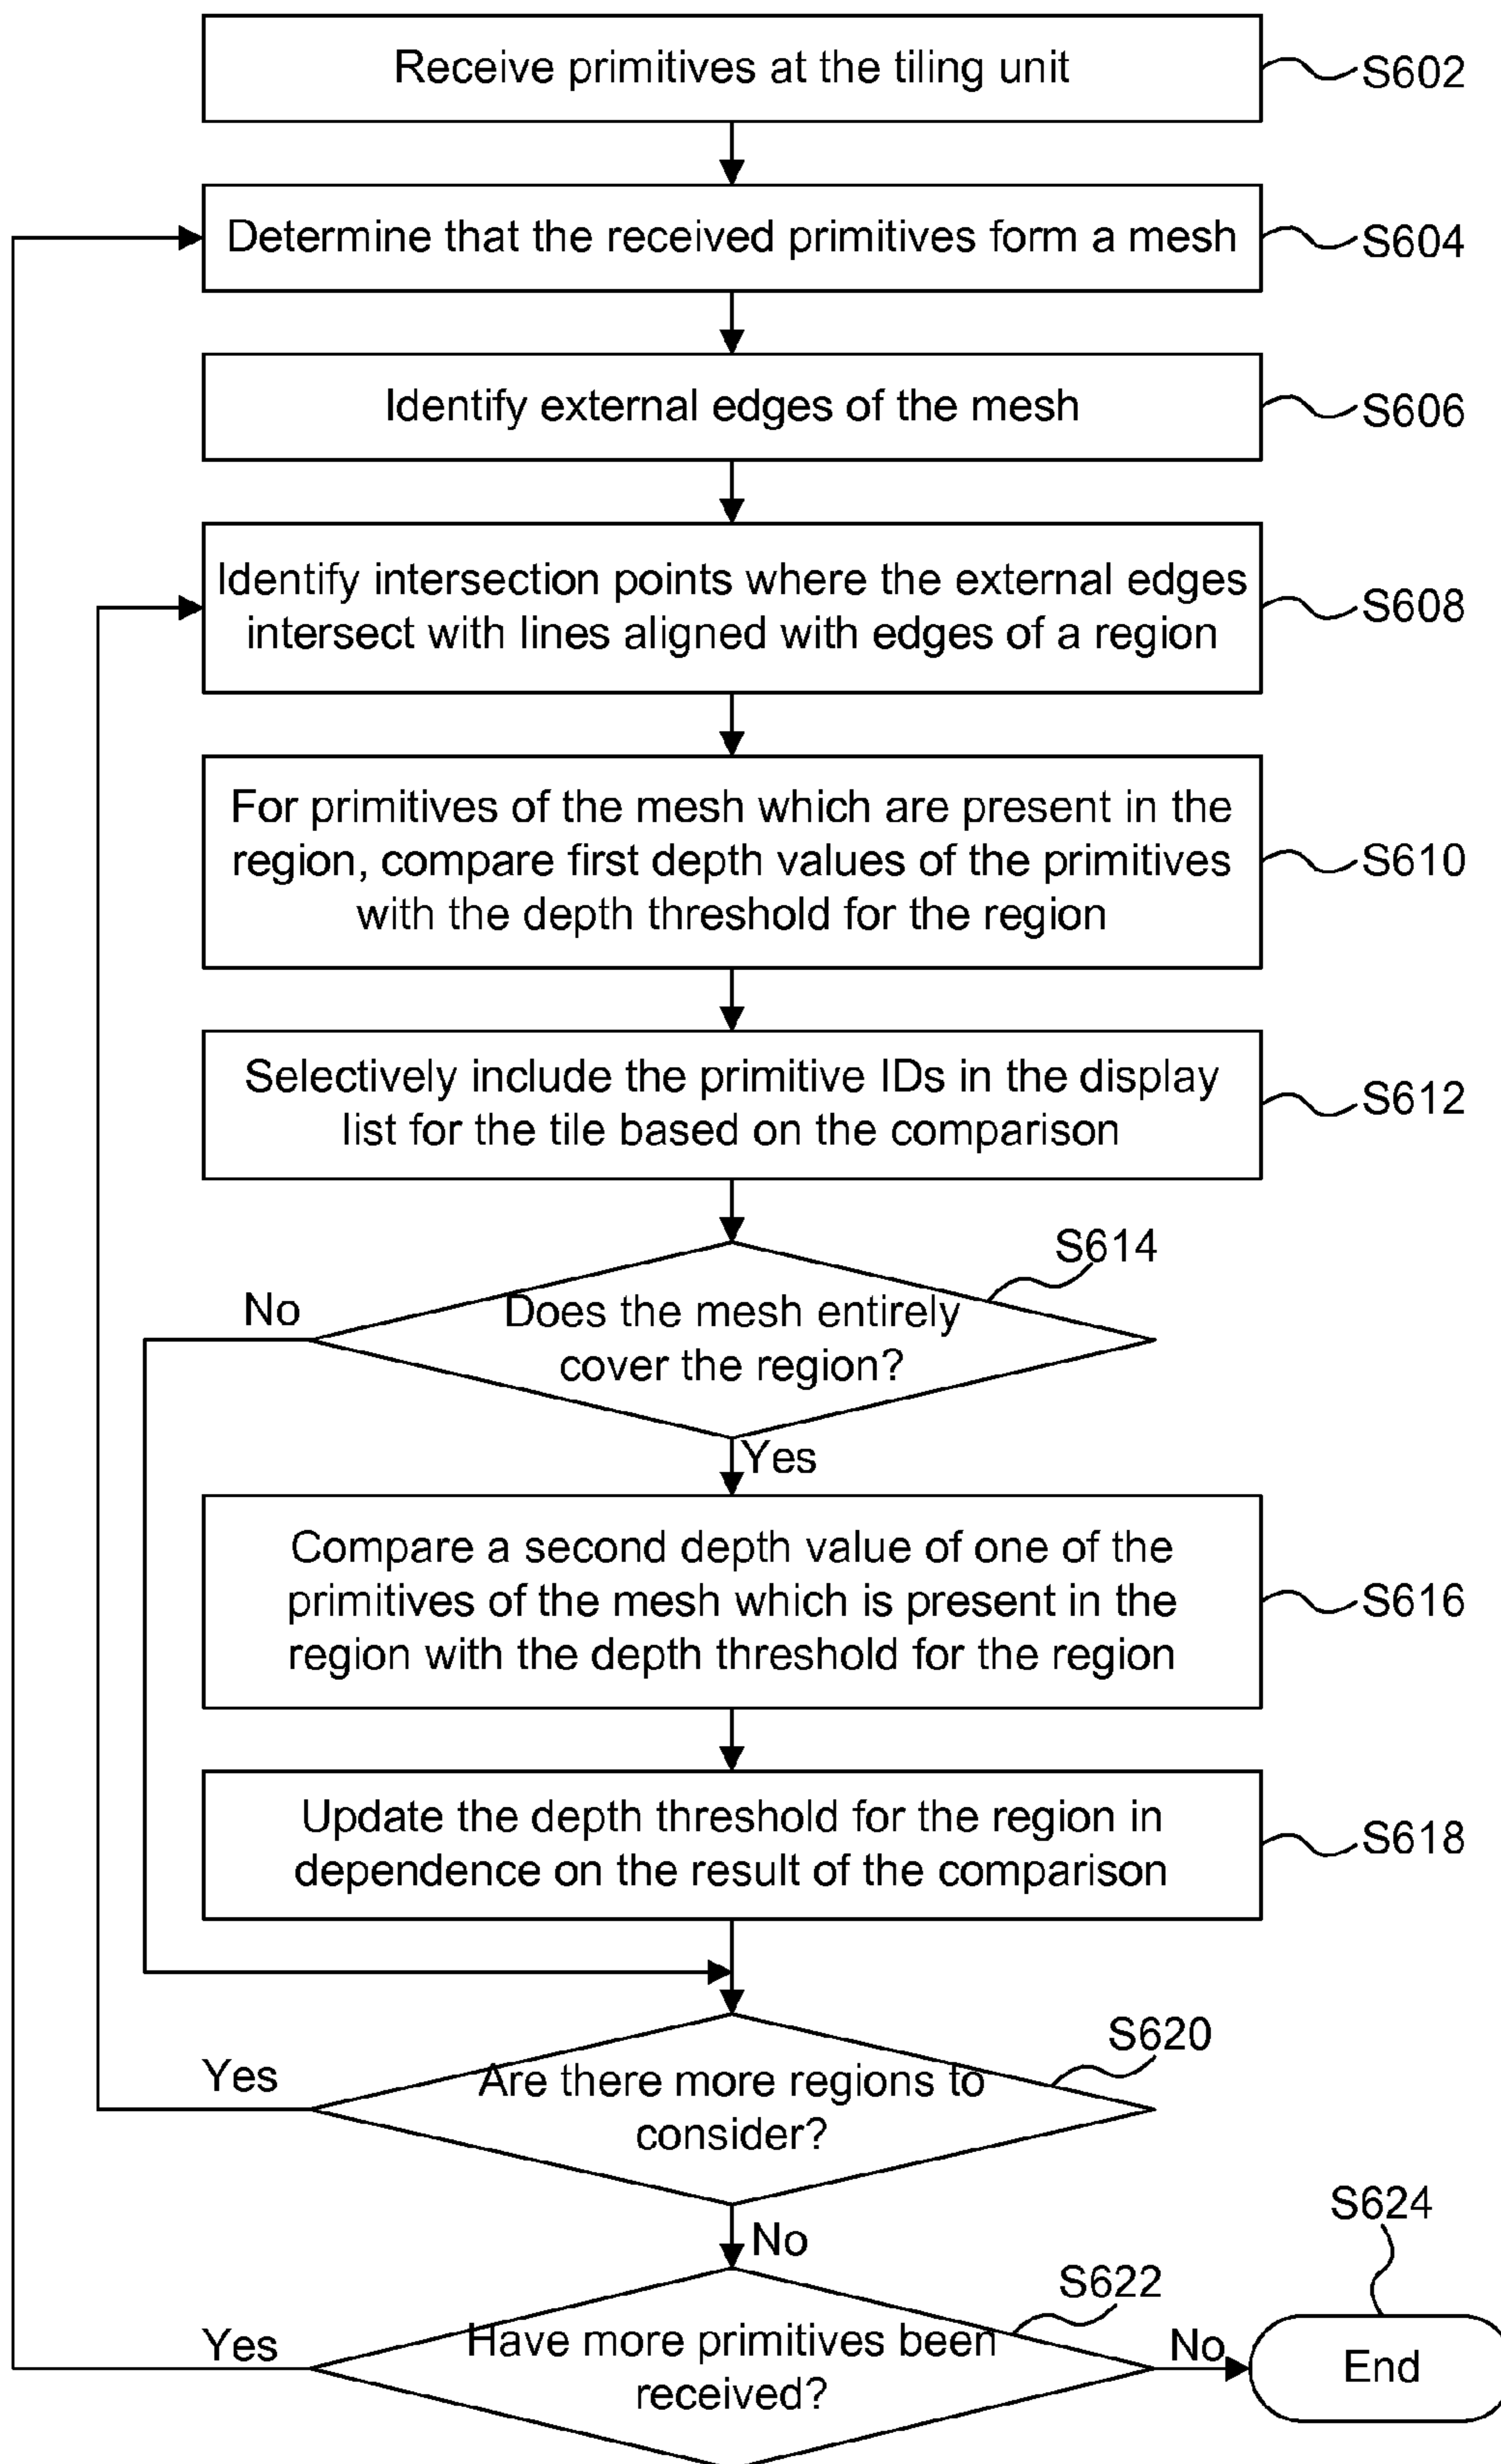 Receive primitives at the tiling unit
S602
Determine that the received primitives form a mesh
S604
Identify external edges of the mesh
S606
Identify intersection points where the external edges
intersect with lines aligned with edges of a region
S608
For primitives of the mesh which are present in the
region, compare first depth values of the primitives
with the depth threshold for the region
S610
Selectively include the primitive IDs in the display
list for the tile based on the comparison
S612
S614
No
Does the mesh entirely
cover the region?
Yes
Compare a second depth value of one of the
primitives of the mesh which is present in the
region with the depth threshold for the region
S616
Update the depth threshold for the region in
dependence on the result of the comparison
S618
S620
Yes
Are there more regions to
consider?
No
S624
S622
Yes
Have more primitives been
received?
No
End